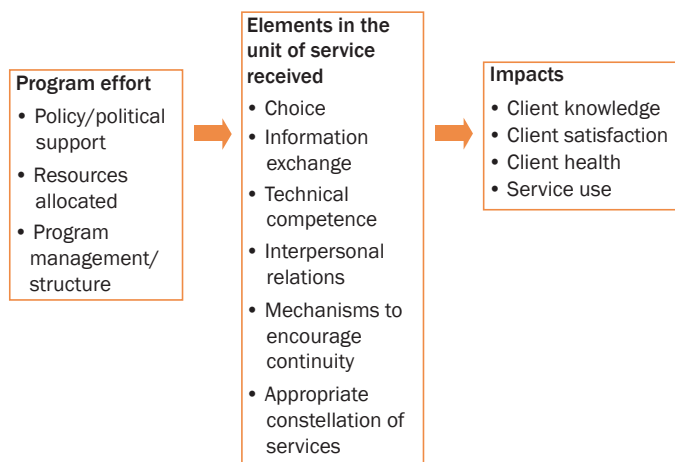 Program effort
• Policy/political
support
• Resources
allocated
• Program
management/
structure
Elements in the
unit of service
received
• Choice
• Information
exchange
• Technical
competence
• Interpersonal
relations
• Mechanisms to
encourage
continuity
• Appropriate
constellation of
services
Impacts
• Client knowledge
• Client satisfaction
• Client health
• Service use